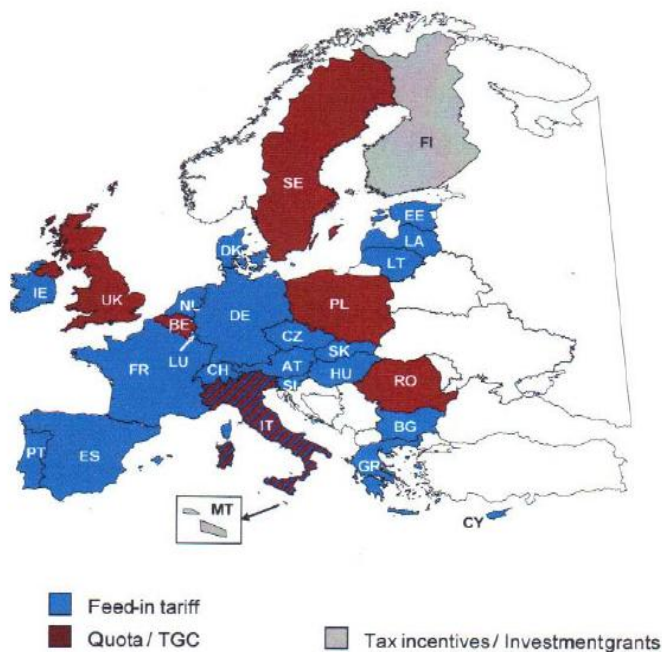 FI
SE
EE
LA
LT
DK
IE
UK
NL
BE
DE
PL
LU
CZ
SK
FR
CH
AT
HU
SI
RO
IT
BG
PT
ES
GR
MT
CY
Feed-in tariff
Quota / TGC
Tax incentives / Investmentgrants